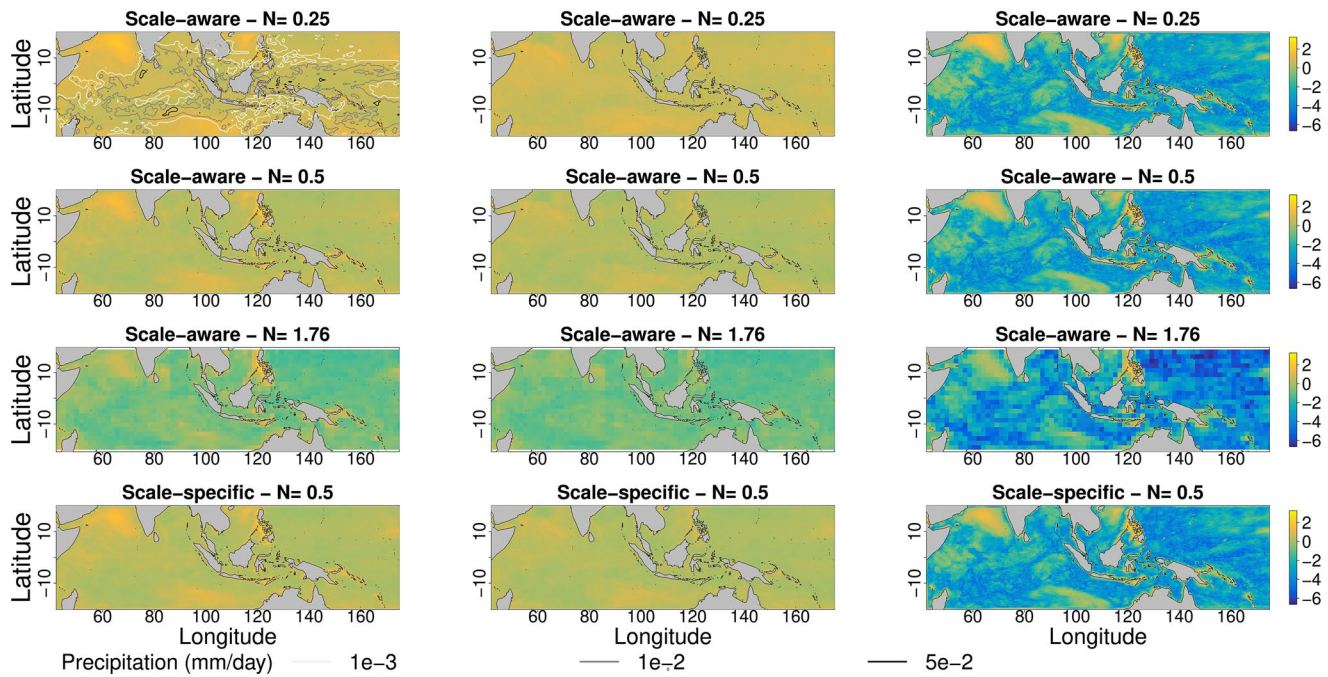 Scale−aware − N= 0.25 Scale−aware − N= 0.25 Scale−aware − N= 0.25
Latitude
10
−10
2
0
−2
−4
−6
60 80 100 120 140 160 60 80 100 120 140 160 60 80 100 120 140 160
Scale−aware − N= 0.5 Scale−aware − N= 0.5 Scale−aware − N= 0.5
Latitude
10
−10
2
0
−2
−4
−6
60 80 100 120 140 160 60 80 100 120 140 160 60 80 100 120 140 160
Scale−aware − N= 1.76 Scale−aware − N= 1.76 Scale−aware − N= 1.76
Latitude
10
−10
2
0
−2
−4
−6
60 80 100 120 140 160 60 80 100 120 140 160 60 80 100 120 140 160
Scale−specific − N= 0.5 Scale−specific − N= 0.5 Scale−specific − N= 0.5
Latitude
10
−10
2
0
−2
−4
−6
60 80 100 120 140 160 60 80 100 120 140 160 60 80 100 120 140 160
Longitude Longitude Longitude
Precipitation (mm/day) 1e−3 1e−2 5e−2